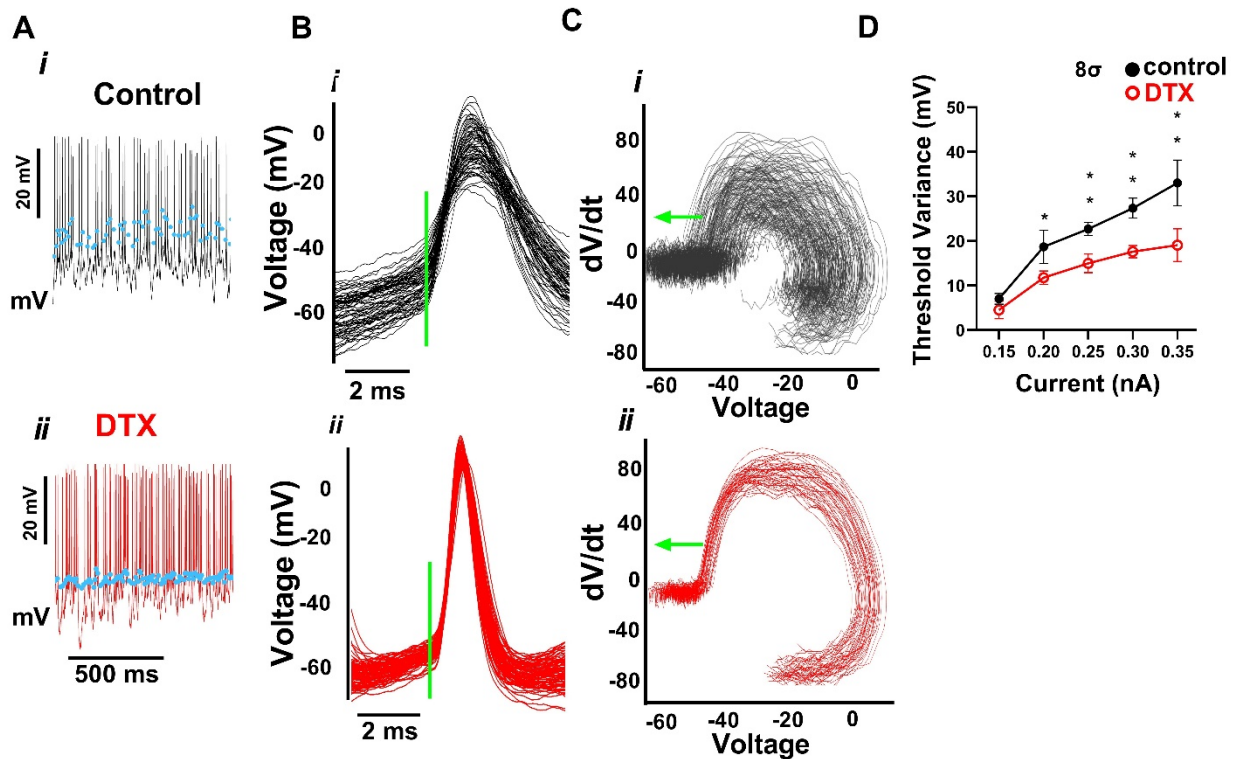 A
i
Control
20 mV
mV
ii
DTX
20 mV
mV
500 ms
B
i
Voltage (mV)
0
-20
-40
-60
2 ms
ii
Voltage (mV)
0
-20
-40
-60
2 ms
C
i
dV/dt
80
40
0
-40
-80
-60 -40 -20 0
Voltage
ii
dV/dt
80
40
0
-40
-80
-60 -40 -20 0
Voltage
D
8σ
control
DTX
Threshold Variance (mV)
50
40
30
20
10
0
*
* *
* *
* *
0.15 0.20 0.25 0.30 0.35
Current (nA)